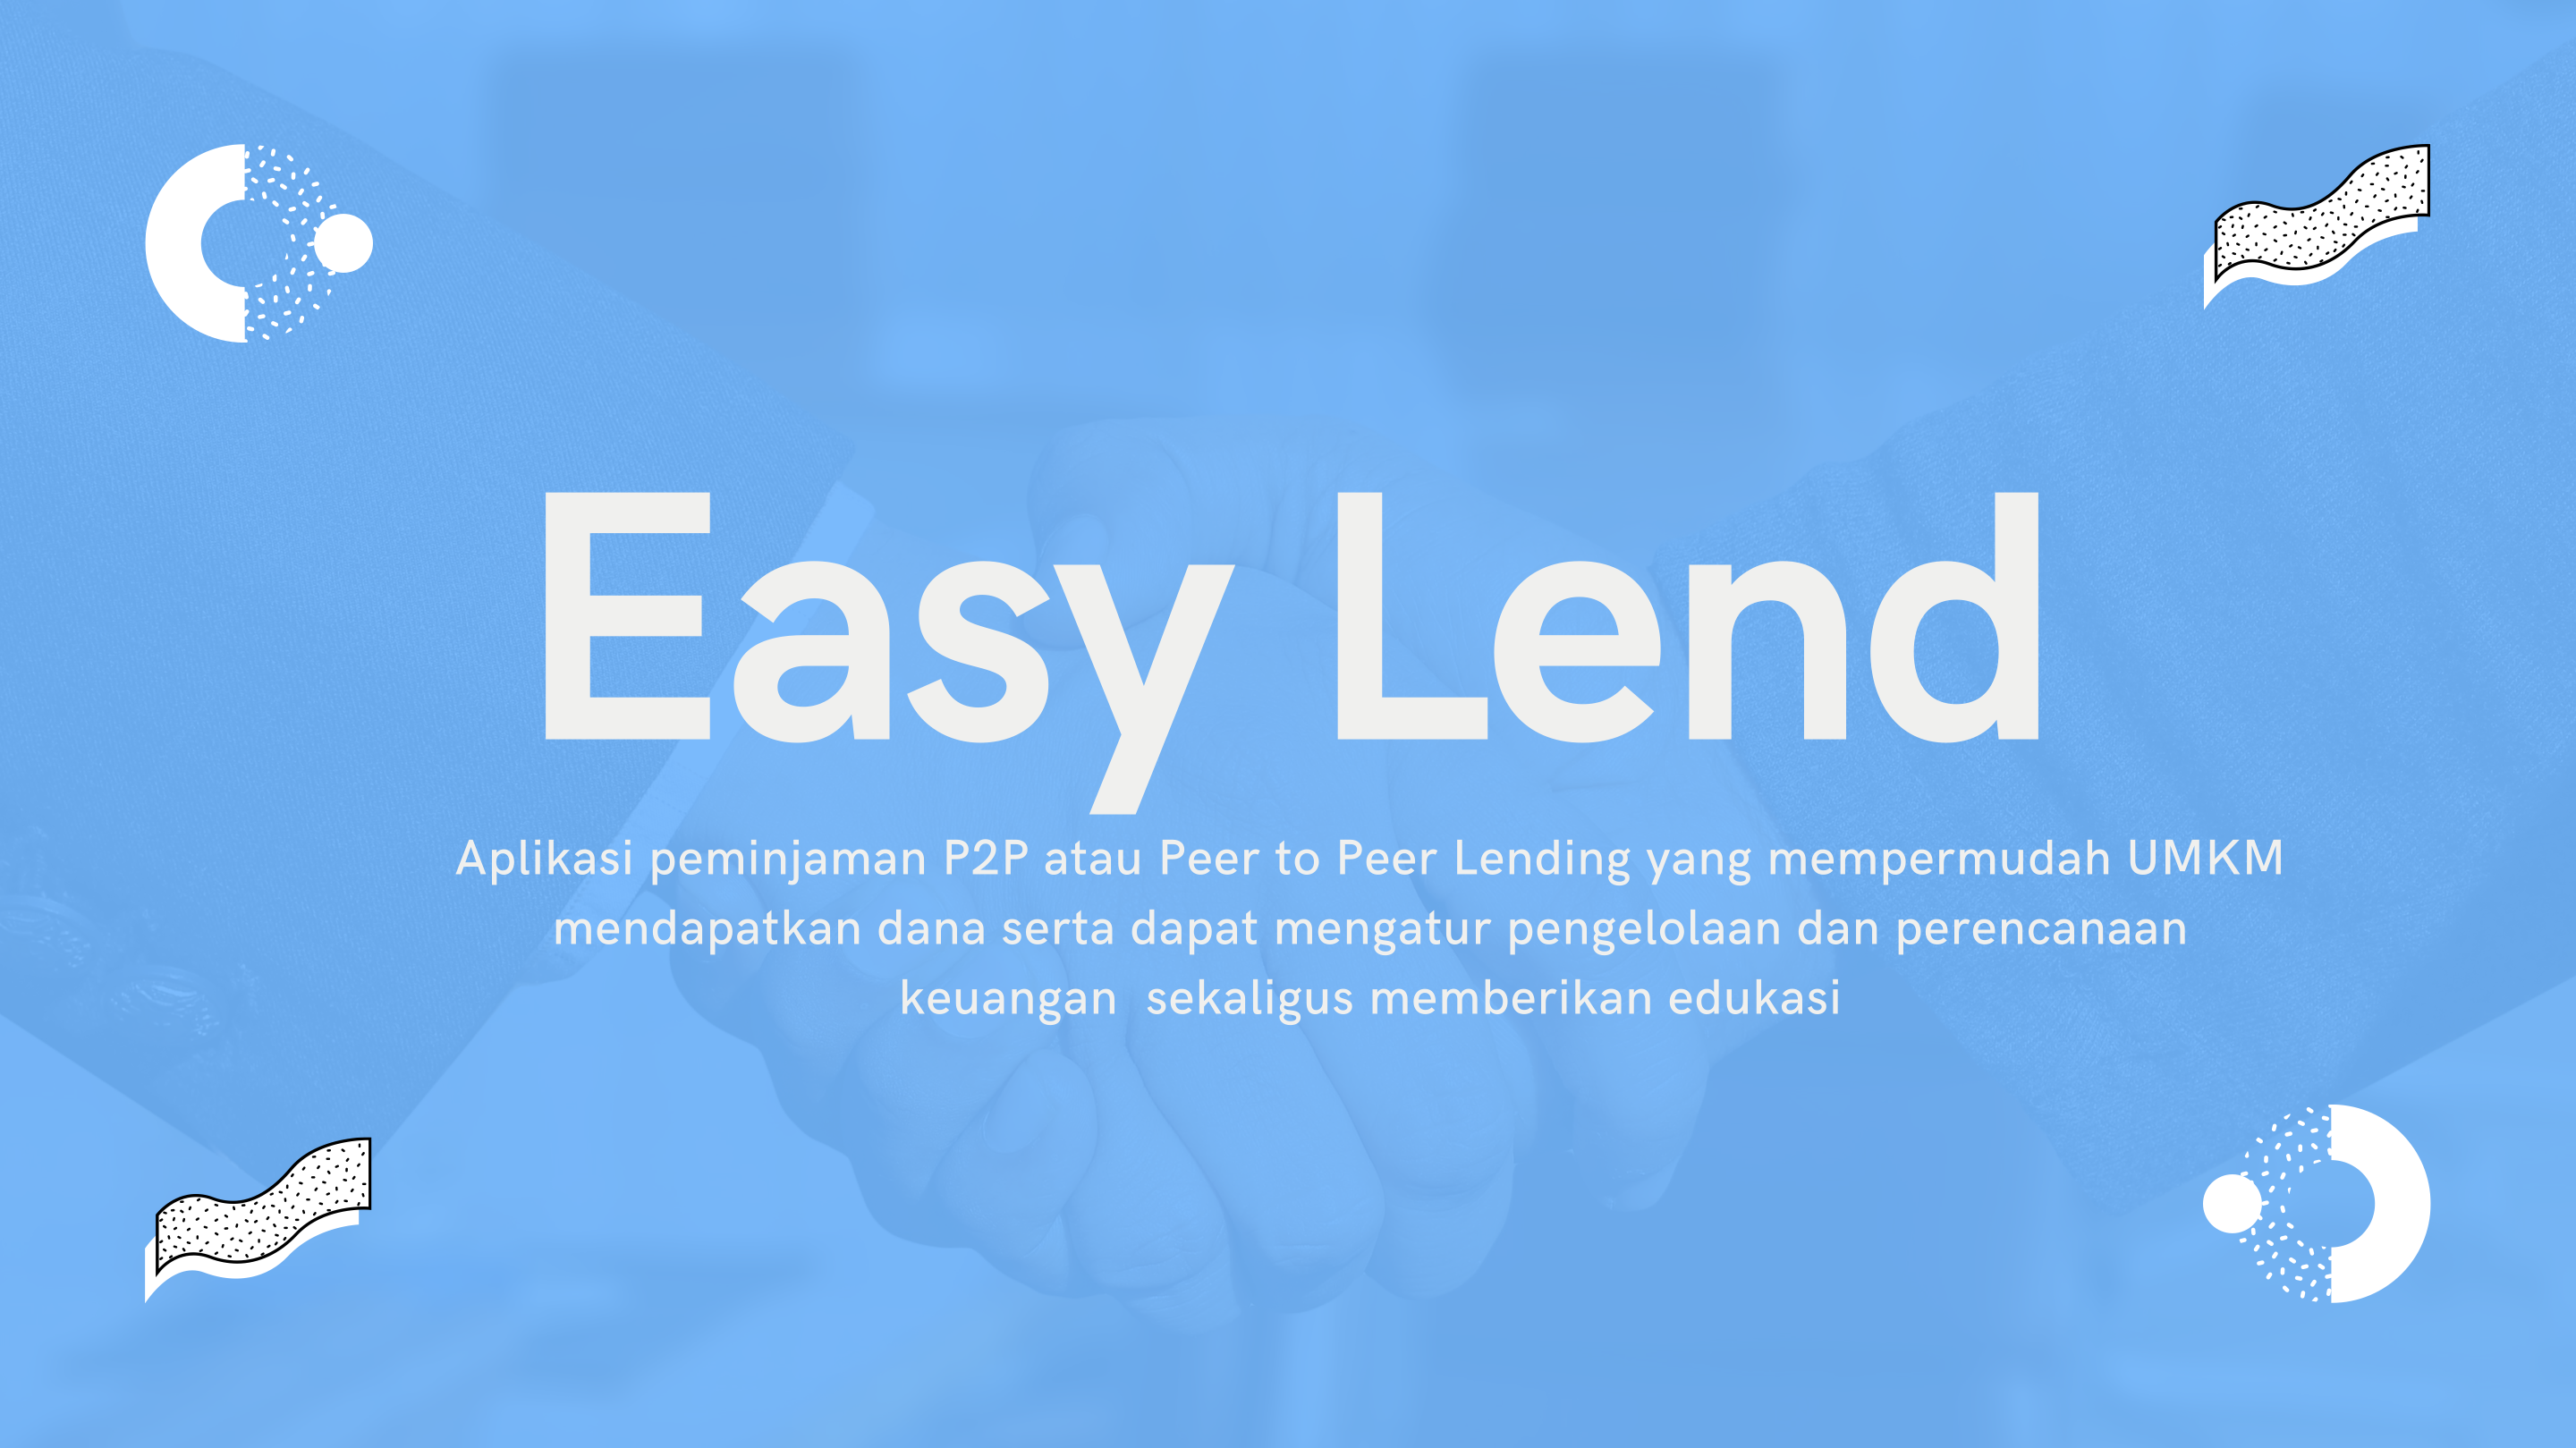 Easy Lend
Aplikasi peminjaman P2P atau Peer to Peer Lending yang mempermudah UMKM
mendapatkan dana serta dapat mengatur pengelolaan dan perencanaan
keuangan  sekaligus memberikan edukasi